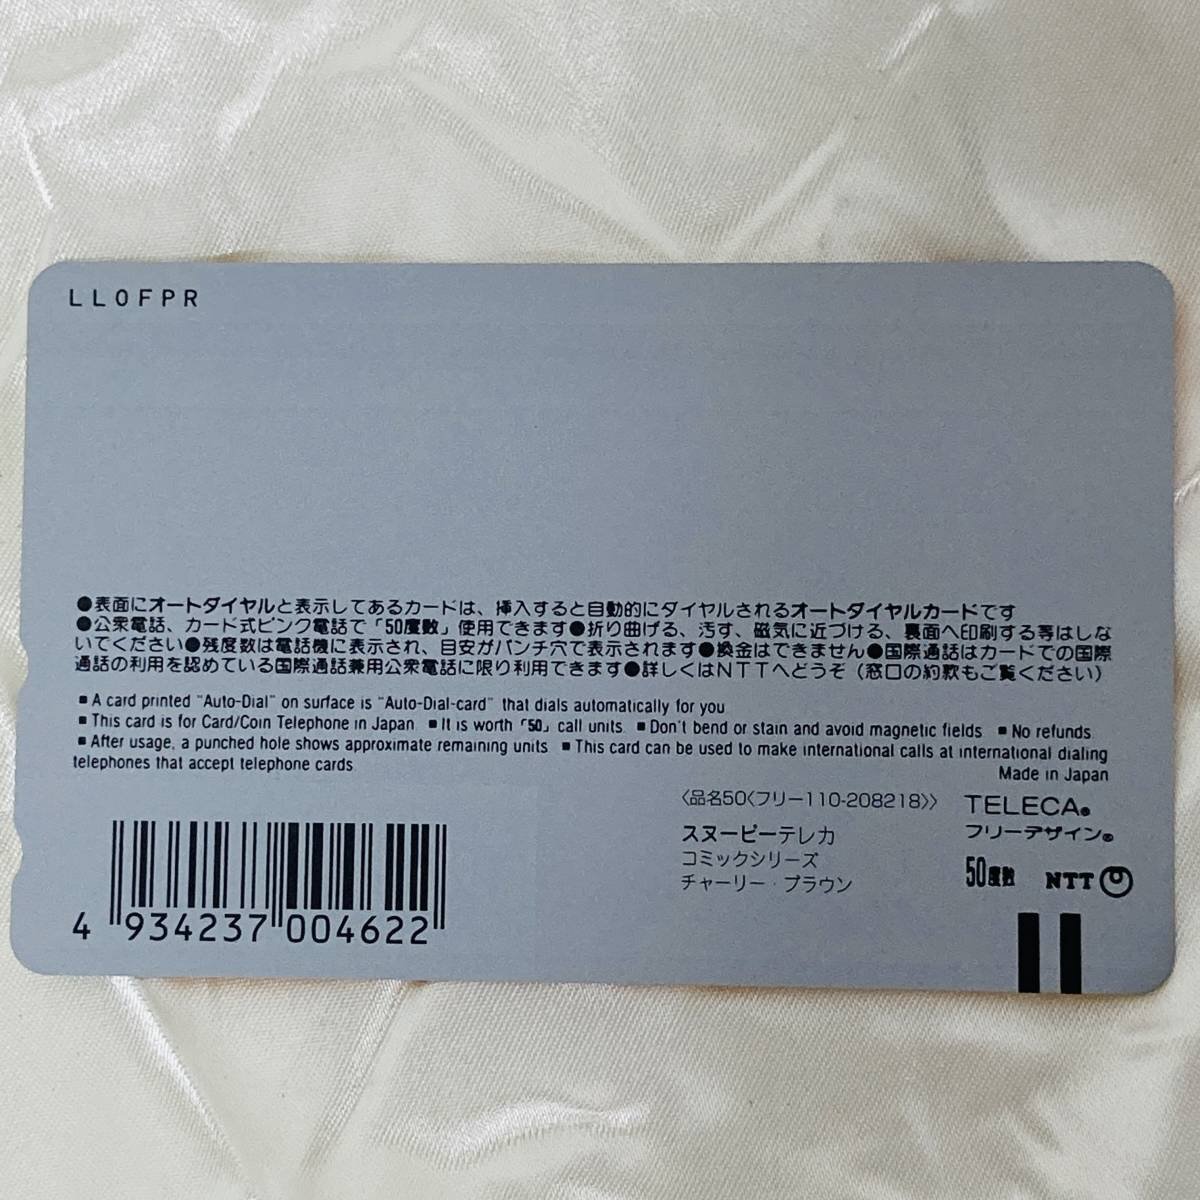 LLOFPR
●表面にオートダイヤルと表示してあるカードは、挿入すると自動的にダイヤルされるオートダイヤルカードです
●公衆電話、カード式ピンク電話で「50度数」使用できます●折り曲げる、汚す、磁気に近づける、裏面へ印刷する等はしな
いでください●残度数は電話機に表示され、目安がパンチ穴で表示されます●換金はできません●国際通話はカードでの国際
通話の利用を認めている国際通話兼用公衆電話に限り利用できます●詳しくはNTTへどうぞ（窓口の約款もご覧ください）
■A card printed "Auto-Dial" on surface is "Auto-Dial-card" that dials automatically for you
■This card is for Card/Coin Telephone in Japan ■It is worth「50」call units ■Don't bend or stain and avoid magnetic fields ■No refunds.
■After usage, a punched hole shows approximate remaining units ■This card can be used to make international calls at international dialing
telephones that accept telephone cards.
Made in Japan
〈品名50〈フリー110-208218〉〉
スヌーピーテレカ
コミックシリーズ
チャーリー・ブラウン
TELECA®
フリーデザイン®
50度数 NTT
4 934237 004622